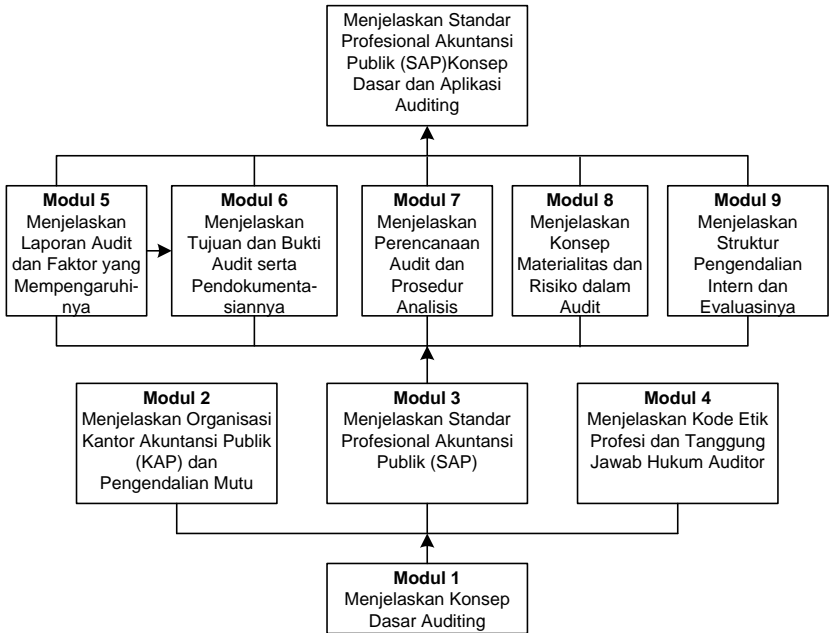 Menjelaskan Standar
Profesional Akuntansi
Publik (SAP)Konsep
Dasar dan Aplikasi
Auditing
Modul 5
Menjelaskan
Laporan Audit
dan Faktor yang
Mempengaruhi-
nya
Modul 6
Menjelaskan
Tujuan dan Bukti
Audit serta
Pendokumenta-
siannya
Modul 7
Menjelaskan
Perencanaan
Audit dan
Prosedur
Analisis
Modul 8
Menjelaskan
Konsep
Materialitas dan
Risiko dalam
Audit
Modul 9
Menjelaskan
Struktur
Pengendalian
Intern dan
Evaluasinya
Modul 2
Menjelaskan Organisasi
Kantor Akuntansi Publik
(KAP) dan
Pengendalian Mutu
Modul 3
Menjelaskan Standar
Profesional Akuntansi
Publik (SAP)
Modul 4
Menjelaskan Kode Etik
Profesi dan Tanggung
Jawab Hukum Auditor
Modul 1
Menjelaskan Konsep
Dasar Auditing